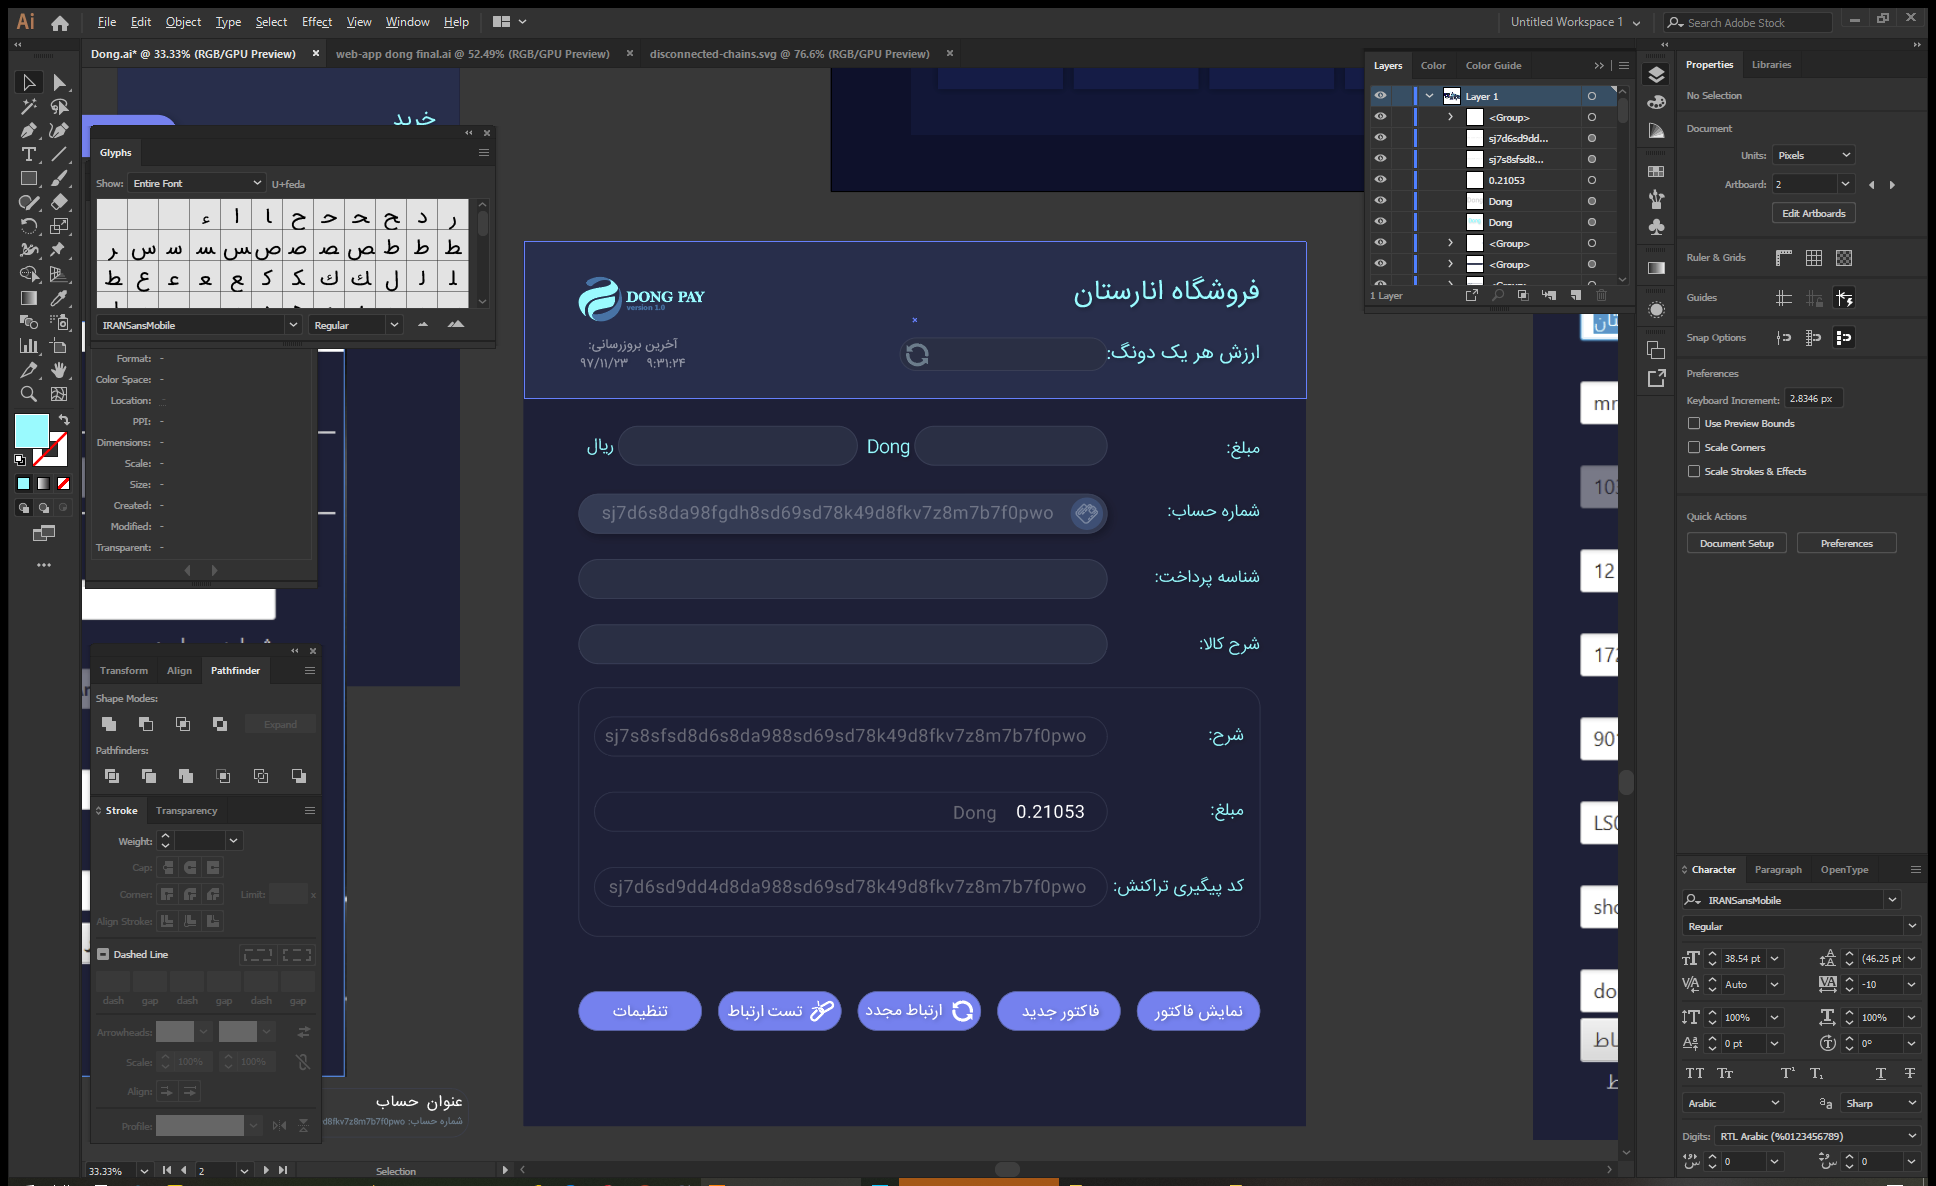 Ai File Edit Object Type Select Effect View Window Help Untitled Workspace 1 Search Adobe Stock
Dong.ai* @ 33.33% (RGB/GPU Preview) web-app dong final.ai @ 52.49% (RGB/GPU Preview) disconnected-chains.svg @ 76.6% (RGB/GPU Preview)
خرید
Glyphs
Show: Entire Font U+feda
IRANSansMobile Regular
Format: -
Color Space: -
Location:
PPI: -
Dimensions: -
Scale: -
Size: -
Created: -
Modified: -
Transparent: -
Transform Align Pathfinder
Shape Modes:
Expand
Pathfinders:
Stroke Transparency
Weight:
Cap:
Corner: Limit: x
Align Stroke:
Dashed Line
dash gap dash gap dash gap
Arrowheads:
Scale: 100% 100%
Align:
Profile:
33.33% 2 Selection
DONG PAY
version 1.0
فروشگاه انارستان
آخرین بروزرسانی:
۹۷/۱۱/۲۳ ۹:۳۱:۲۴
ارزش هر یک دونگ:
مبلغ:
Dong
ریال
شماره حساب:
sj7d6s8da98fgdh8sd69sd78k49d8fkv7z8m7b7f0pwo
شناسه پرداخت:
شرح کالا:
شرح:
sj7s8sfsd8d6s8da988sd69sd78k49d8fkv7z8m7b7f0pwo
مبلغ:
0.21053
Dong
کد پیگیری تراکنش:
sj7d6sd9dd4d8da988sd69sd78k49d8fkv7z8m7b7f0pwo
نمایش فاکتور
فاکتور جدید
ارتباط مجدد
تست ارتباط
تنظیمات
عنوان حساب
شماره حساب: d8fkv7z8m7b7f0pwo
Layers Color Color Guide
Layer 1
<Group>
sj7d6sd9dd...
sj7s8sfsd8...
0.21053
Dong
Dong
<Group>
<Group>
1 Layer
mr
103
12
172
901
LS0
sho
do
Properties Libraries
No Selection
Document
Units: Pixels
Artboard: 2
Edit Artboards
Ruler & Grids
Guides
Snap Options
Preferences
Keyboard Increment: 2.8346 px
Use Preview Bounds
Scale Corners
Scale Strokes & Effects
Quick Actions
Document Setup Preferences
Character Paragraph OpenType
IRANSansMobile
Regular
38.54 pt (46.25 pt
Auto -10
100% 100%
0 pt 0°
Arabic Sharp
Digits: RTL Arabic (%0123456789)
0 0